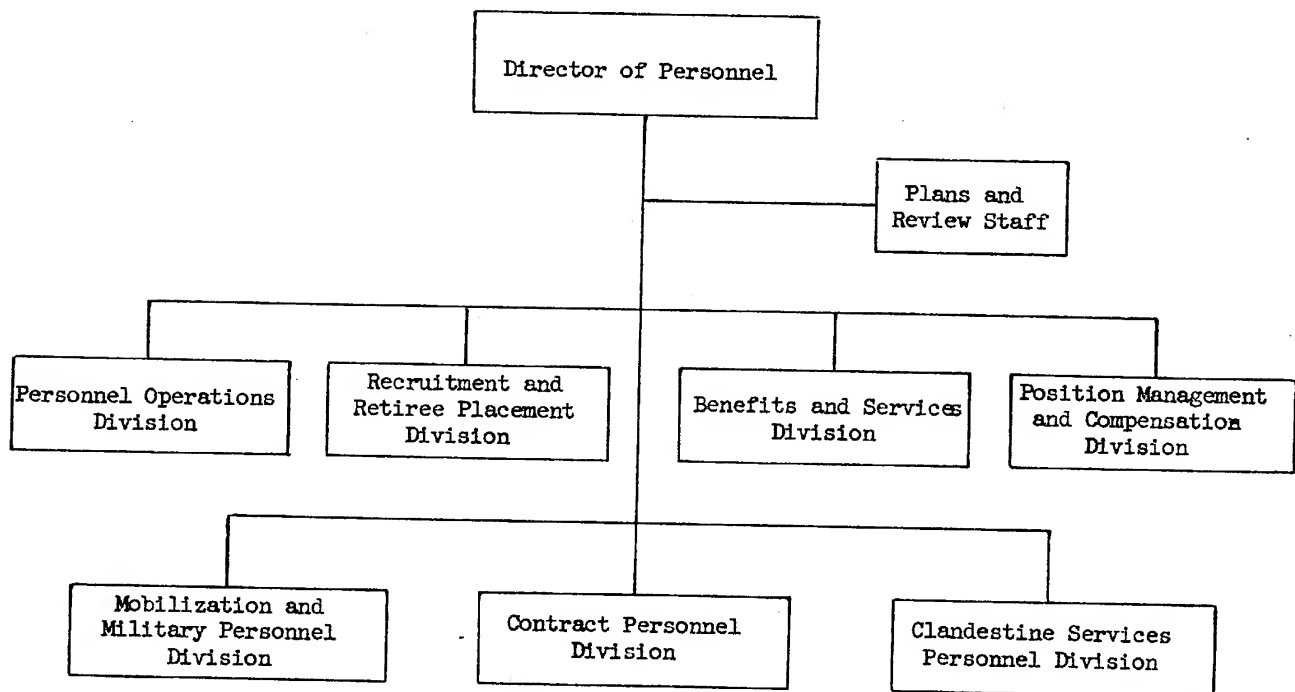 Director of Personnel
Plans and
Review Staff
Personnel Operations
Division
Recruitment and
Retiree Placement
Division
Benefits and Services
Division
Position Management
and Compensation
Division
Mobilization and
Military Personnel
Division
Contract Personnel
Division
Clandestine Services
Personnel Division